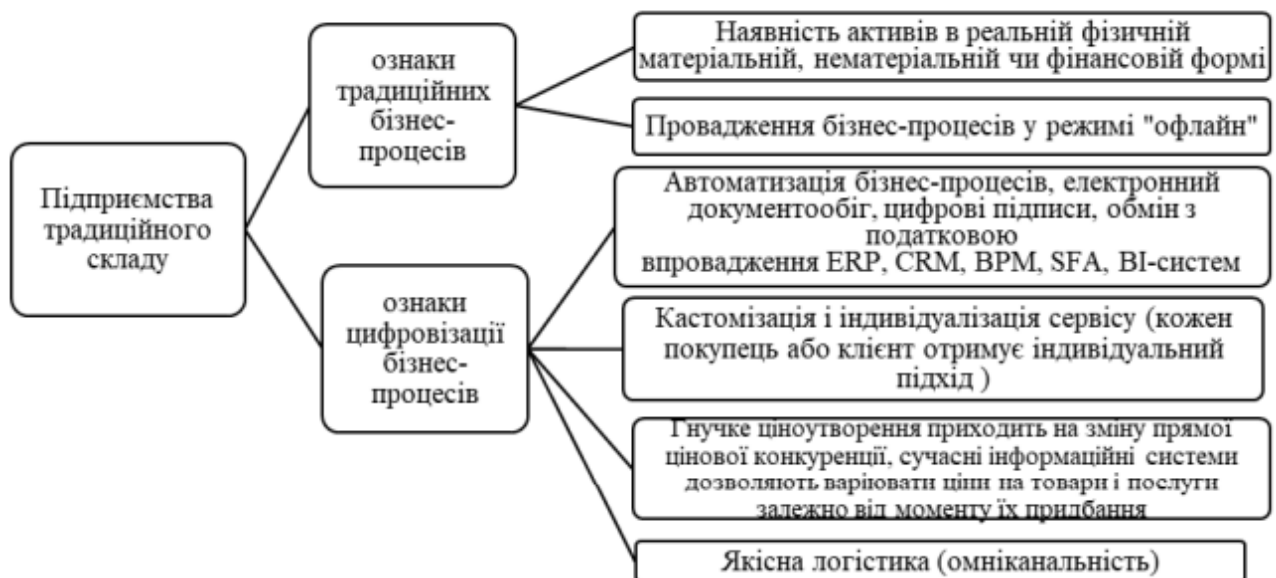 Підприємства
традиційного
складу
ознаки
традиційних
бізнес-
процесів
Наявність активів в реальній фізичній
матеріальній, нематеріальній чи фінансовій формі
Провадження бізнес-процесів у режимі "офлайн"
ознаки
цифровізації
бізнес-
процесів
Автоматизація бізнес-процесів, електронний
документообіг, цифрові підписи, обмін з
податковою
впровадження ERP, CRM, BPM, SFA, BI-систем
Кастомізація і індивідуалізація сервісу (кожен
покупець або клієнт отримує індивідуальний
підхід )
Гнучке ціноутворення приходить на зміну прямої
цінової конкуренції, сучасні інформаційні системи
дозволяють варіювати ціни на товари і послуги
залежно від моменту їх придбання
Якісна логістика (омніканальність)